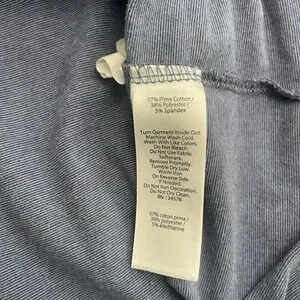 57% Pima Cotton /
38% Polyester /
5% Spandex
Turn Garment Inside Out.
Machine Wash Cold.
Wash With Like Colors.
Do Not Bleach
Do Not Use Fabric
Softeners.
Remove Promptly.
Tumble Dry Low.
Warm Iron
On Reverse Side
If Needed.
Do Not Iron Decoration.
Do Not Dry Clean.
RN 134579
57% coton pima /
38% polyester /
5% élasthanne